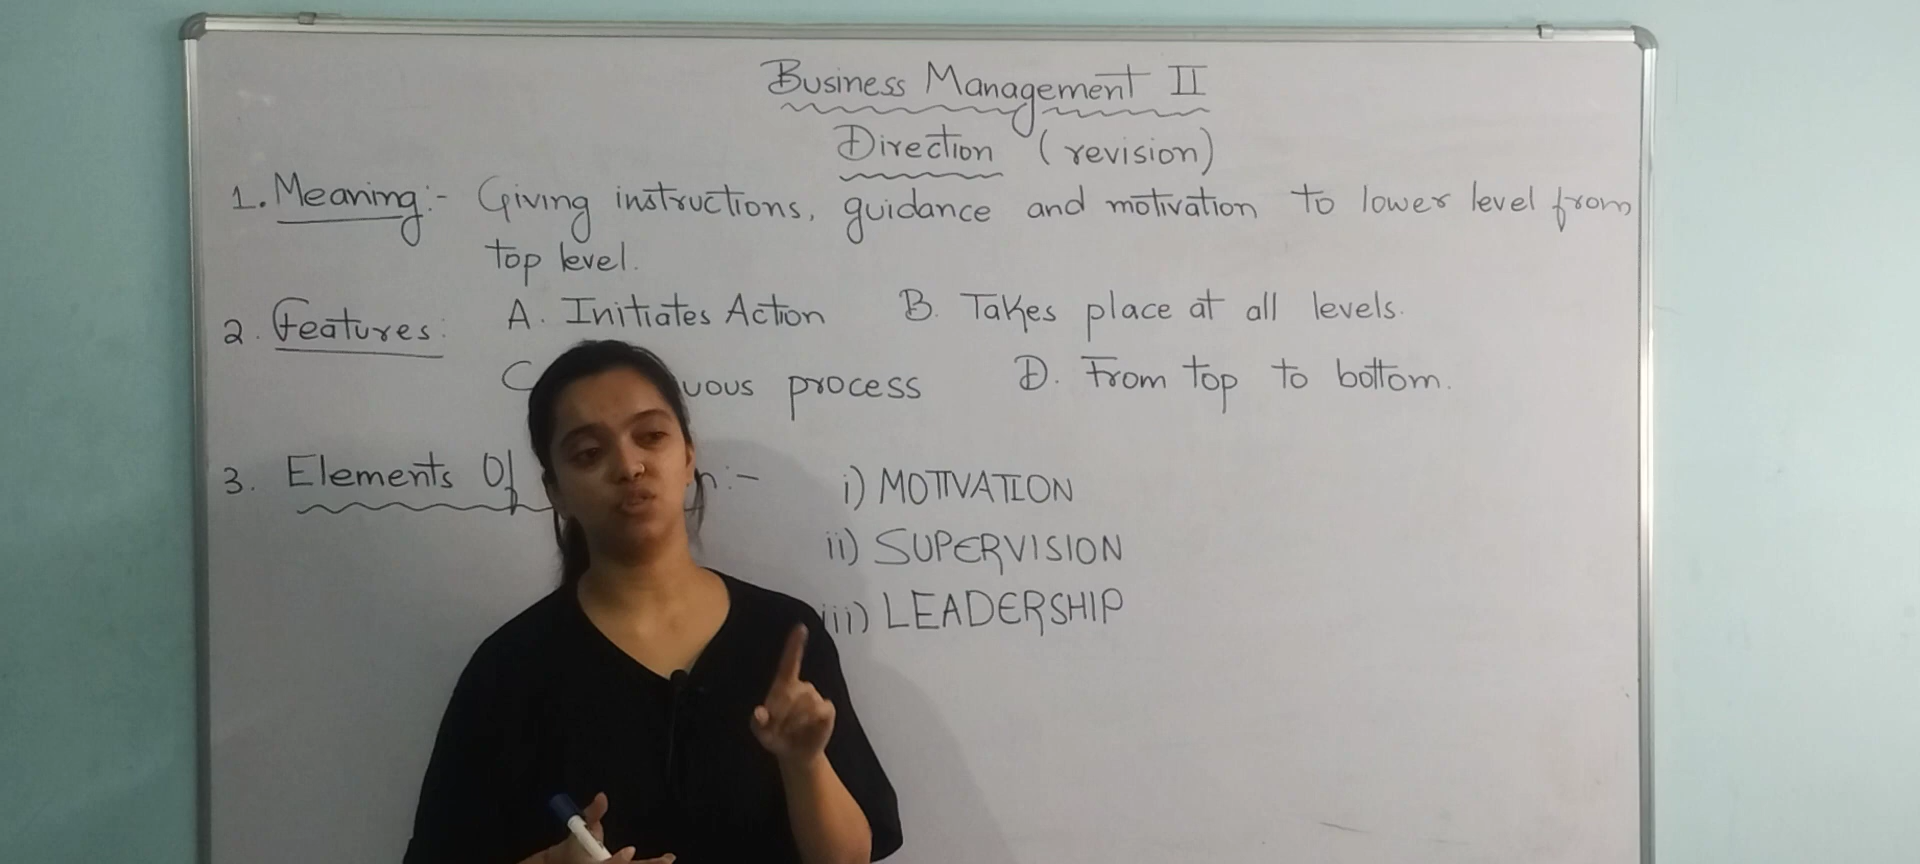 Business Management II
Direction (revision)
1. Meaning:- Giving instructions, guidance and motivation to lower level from
top level.
2. Features: A. Initiates Action B. Takes place at all levels.
C process D. From top to bottom.
3. Elements Of :- i) MOTIVATION
ii) SUPERVISION
iii) LEADERSHIP